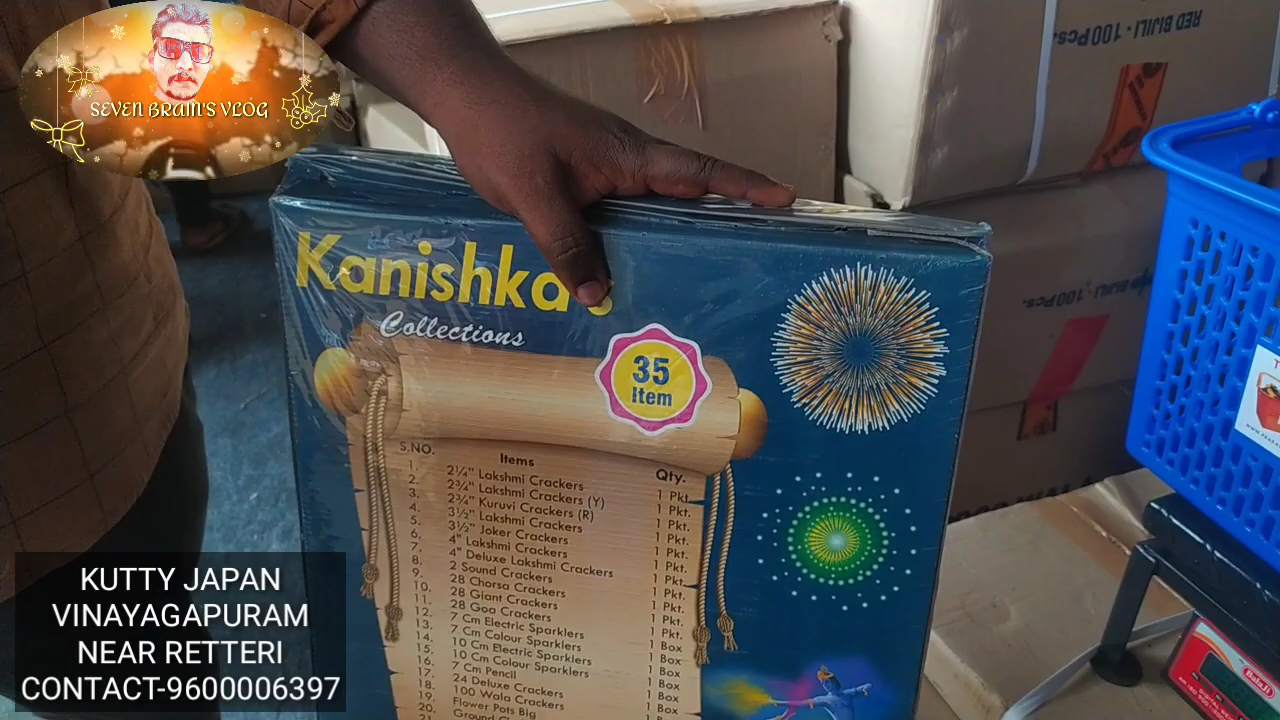 SEVEN BRAIN'S VLOG
RED BIJILI • 100 Pcs.
100 Pcs.
Kanishka's
Collections
35
Item
S.NO. Items Qty.
1. 2¼" Lakshmi Crackers 1 Pkt.
2. 2¾" Lakshmi Crackers (Y) 1 Pkt.
3. 2¾" Kuruvi Crackers (R) 1 Pkt.
4. 3½" Lakshmi Crackers 1 Pkt.
5. 3½" Joker Crackers 1 Pkt.
6. 4" Lakshmi Crackers 1 Pkt.
7. 4" Deluxe Lakshmi Crackers 1 Pkt.
8. 2 Sound Crackers 1 Pkt.
9. 28 Chorsa Crackers 1 Pkt.
10. 28 Giant Crackers 1 Pkt.
11. 28 Goa Crackers 1 Pkt.
12. 7 Cm Electric Sparklers 1 Box
13. 7 Cm Colour Sparklers 1 Box
14. 10 Cm Electric Sparklers 1 Box
15. 10 Cm Colour Sparklers 1 Box
16. 7 Cm Pencil 1 Box
17. 24 Deluxe Crackers
18. 100 Wala Crackers
19. Flower Pots Big
20. Ground
21.
Balaji
KUTTY JAPAN
VINAYAGAPURAM
NEAR RETTERI
CONTACT-9600006397